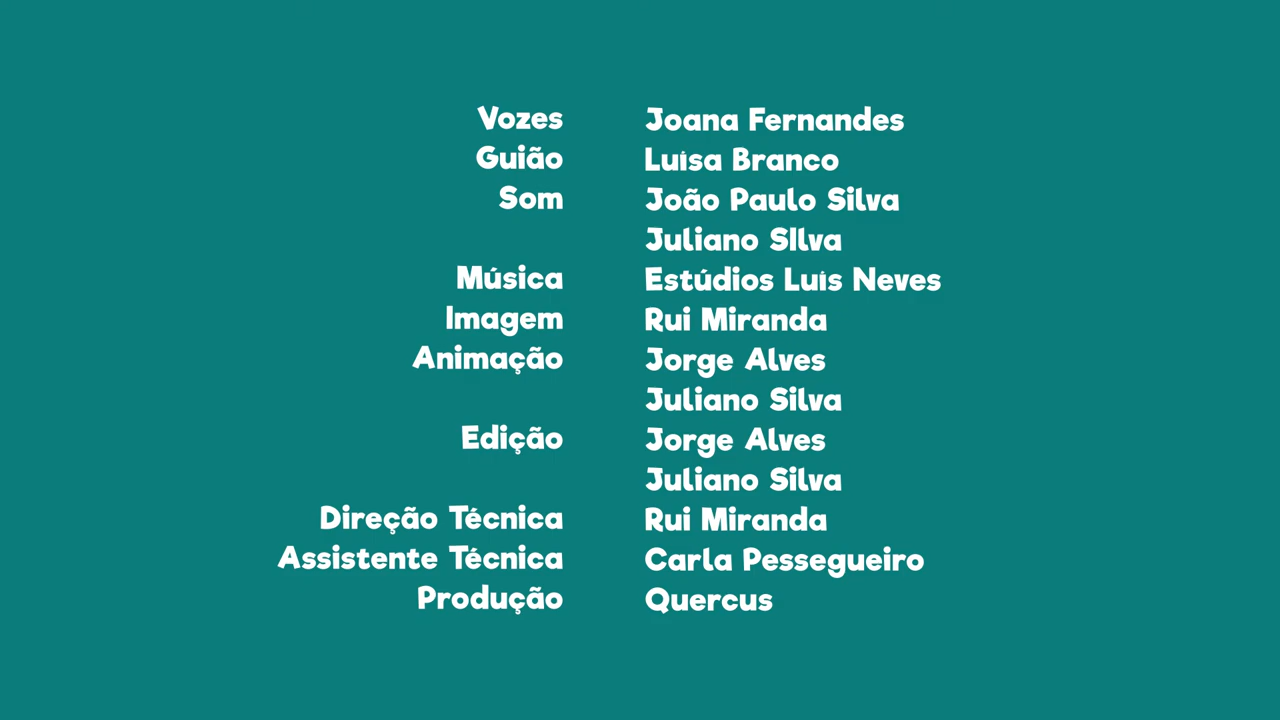 Vozes Joana Fernandes
Guião Luísa Branco
Som João Paulo Silva
Juliano SIlva
Música Estúdios Luís Neves
Imagem Rui Miranda
Animação Jorge Alves
Juliano Silva
Edição Jorge Alves
Juliano Silva
Direção Técnica Rui Miranda
Assistente Técnica Carla Pessegueiro
Produção Quercus